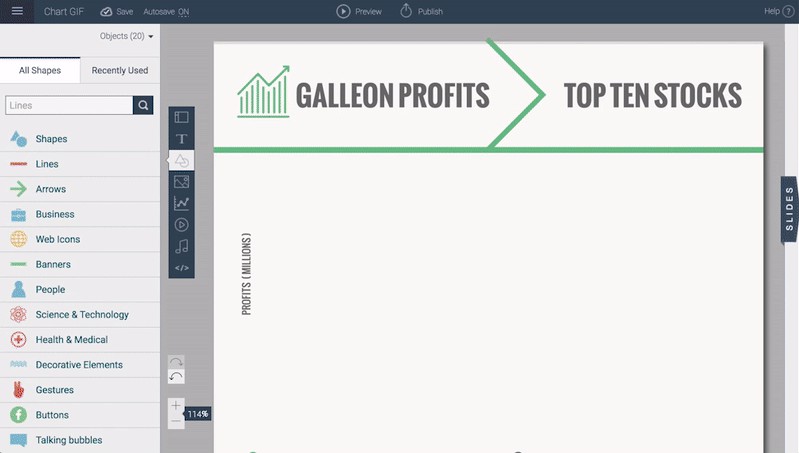 Chart GIF Save Autosave ON Preview Publish Help ?
Objects (20)
All Shapes Recently Used
Lines
Shapes
Lines
Arrows
Business
Web Icons
Banners
People
Science & Technology
Health & Medical
Decorative Elements
Gestures
Buttons
Talking bubbles
T
</>
114%
GALLEON PROFITS TOP TEN STOCKS
PROFITS (MILLIONS)
SLIDES